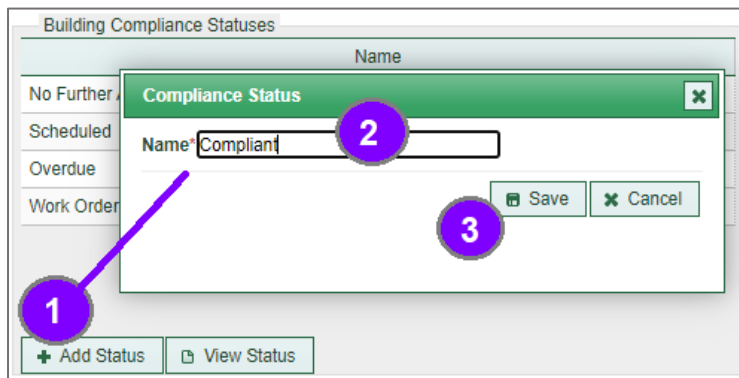 Building Compliance Statuses
Name
No Further
Compliance Status
Scheduled
Name* Compliant
2
Overdue
Work Order
Save
Cancel
3
1
Add Status
View Status